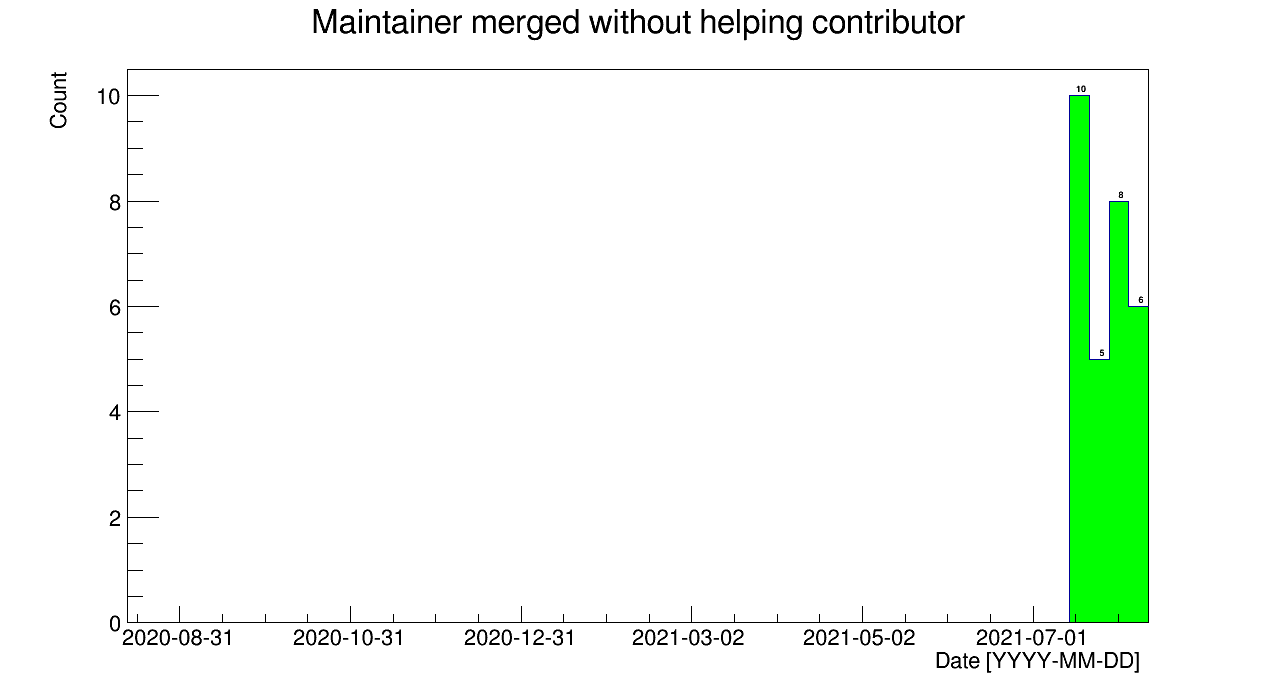 Maintainer merged without helping contributor
Count
10
8
6
4
2
0
10
5
8
6
2020-08-31 2020-10-31 2020-12-31 2021-03-02 2021-05-02 2021-07-01
Date [YYYY-MM-DD]